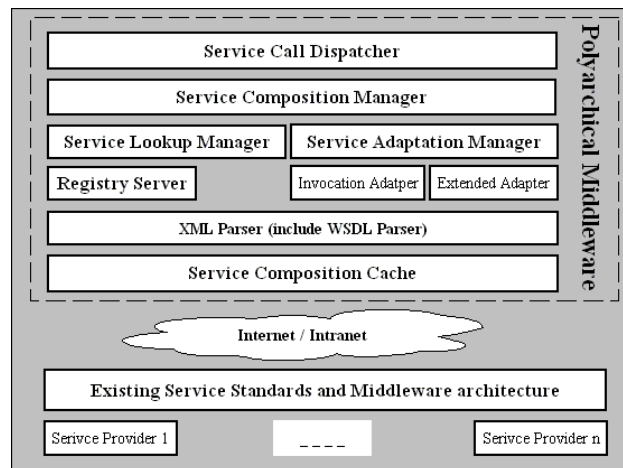 Service Call Dispatcher
Service Composition Manager
Service Lookup Manager
Service Adaptation Manager
Registry Server
Invocation Adatper
Extended Adapter
XML Parser (include WSDL Parser)
Service Composition Cache
Polyarchical Middleware
Internet / Intranet
Existing Service Standards and Middleware architecture
Serivce Provider 1
_ _ _ _
Serivce Provider n